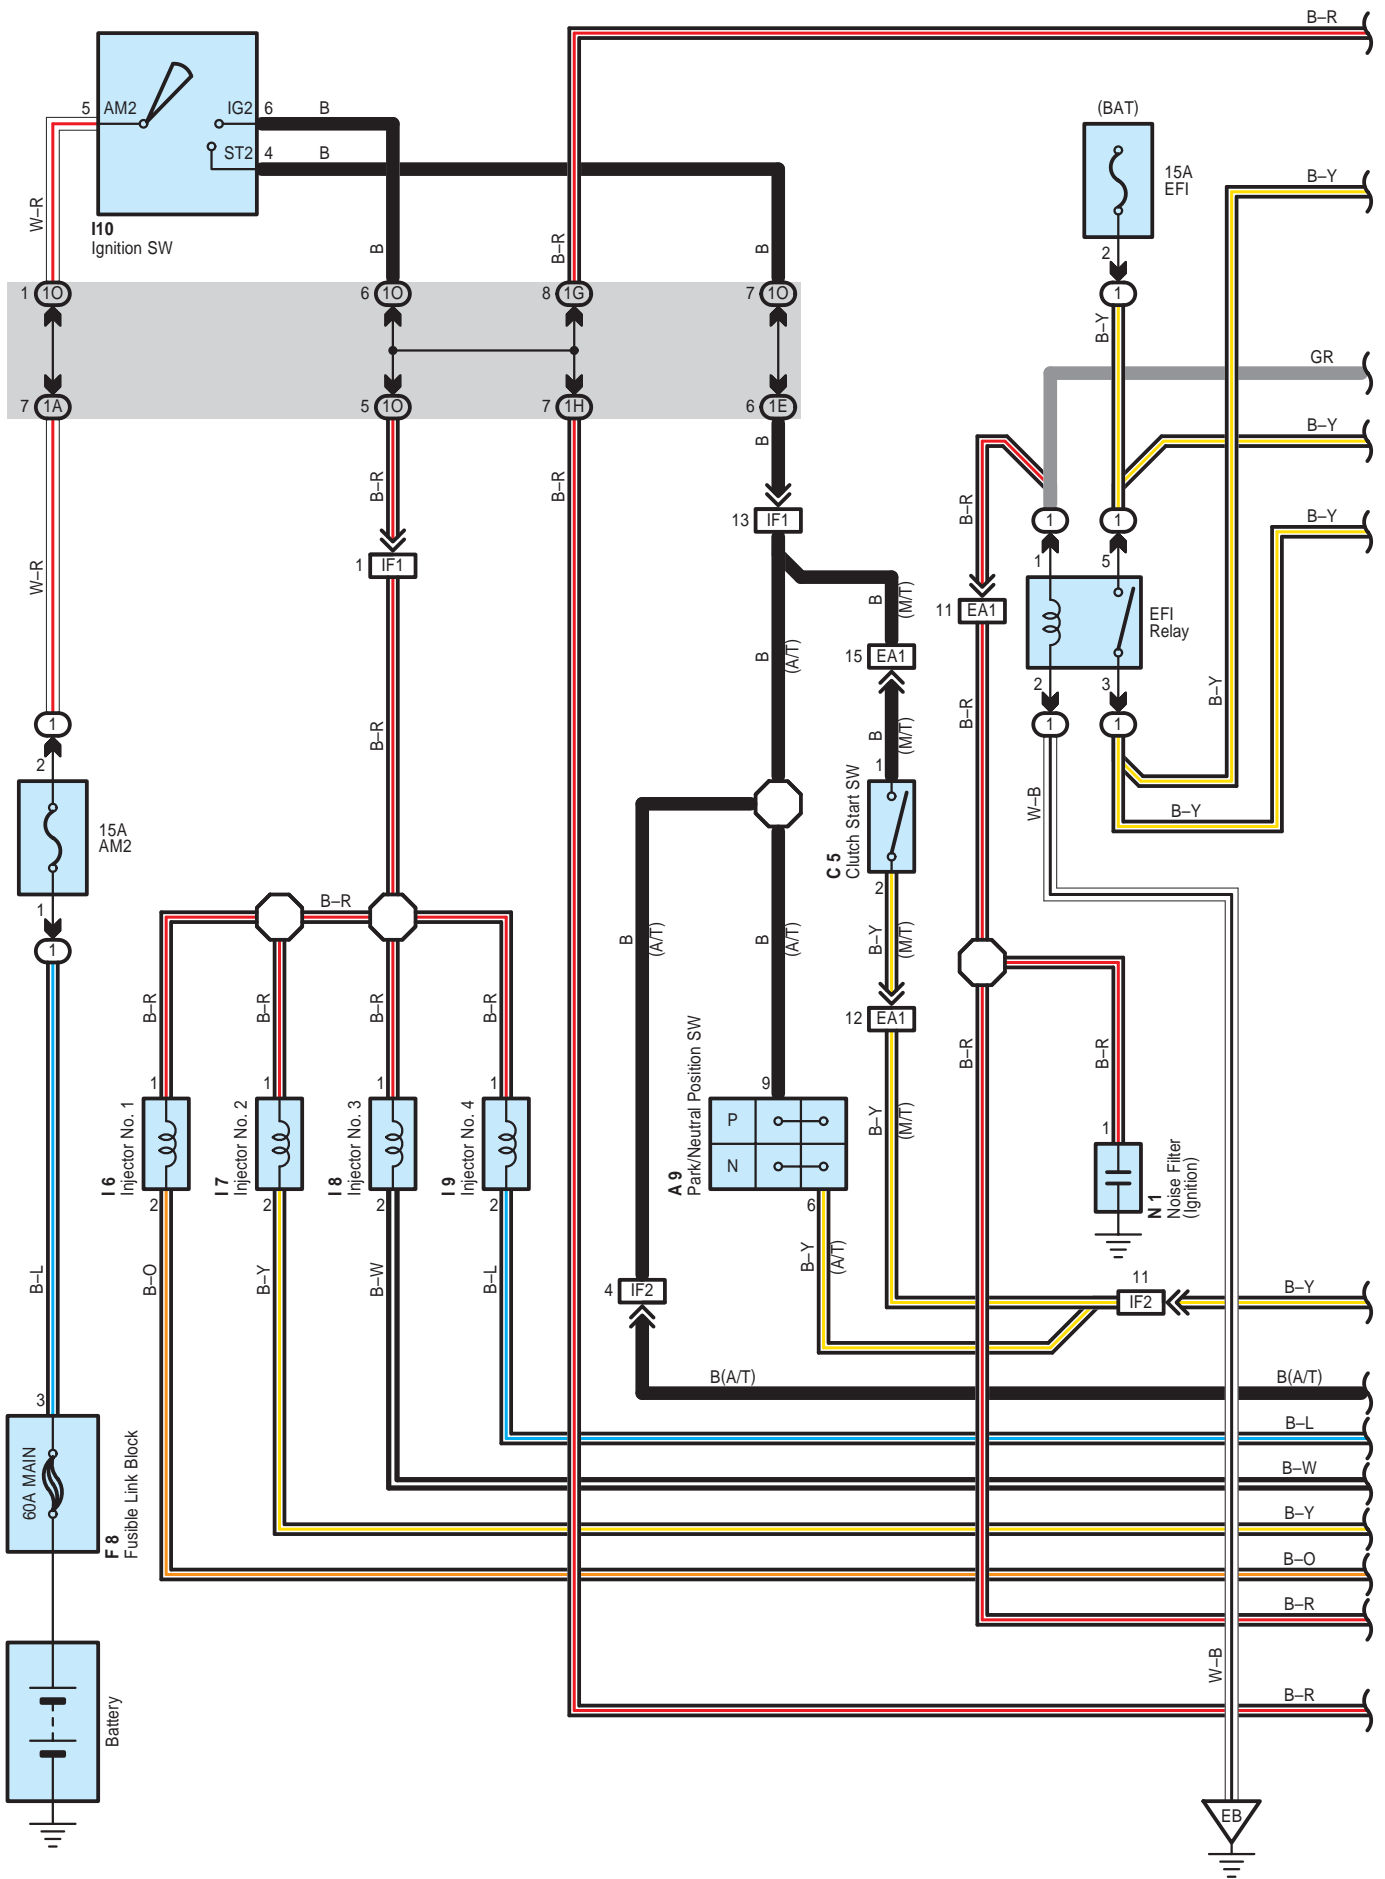 B–R
5 AM2
IG2 6 B
ST2 4 B
I10
Ignition SW
(BAT)
15A
EFI
2
B–Y
W–R
B
B–R
B
1 1O
6 1O
8 1G
7 1O
1
B–Y
GR
7 1A
5 1O
7 1H
6 1E
B
B–Y
B–R
B–R
13 IF1
B–R
1
1
B–Y
1 IF1
1
5
W–R
B
(M/T)
11 EA1
EFI
Relay
15 EA1
B
(A/T)
2
3
B–Y
1
B–R
B
(M/T)
B–R
1
1
2
1
15A
AM2
C 5
Clutch Start SW
W–B
B–Y
1
2
B–R
B
(A/T)
B
(A/T)
B–Y
(M/T)
1
B–R
B–R
B–R
B–R
12 EA1
B–R
B–R
1
1
1
1
9
I 6
Injector No. 1
I 7
Injector No. 2
I 8
Injector No. 3
I 9
Injector No. 4
A 9
Park/Neutral Position SW
P
N
B–Y
(M/T)
1
N 1
Noise Filter
(Ignition)
2
2
2
2
6
B–L
B–O
B–Y
B–W
B–L
B–Y
(A/T)
4 IF2
11
IF2
B–Y
B(A/T)
B(A/T)
3
B–L
60A MAIN
F 8
Fusible Link Block
B–W
B–Y
B–O
B–R
W–B
B–R
Battery
EB